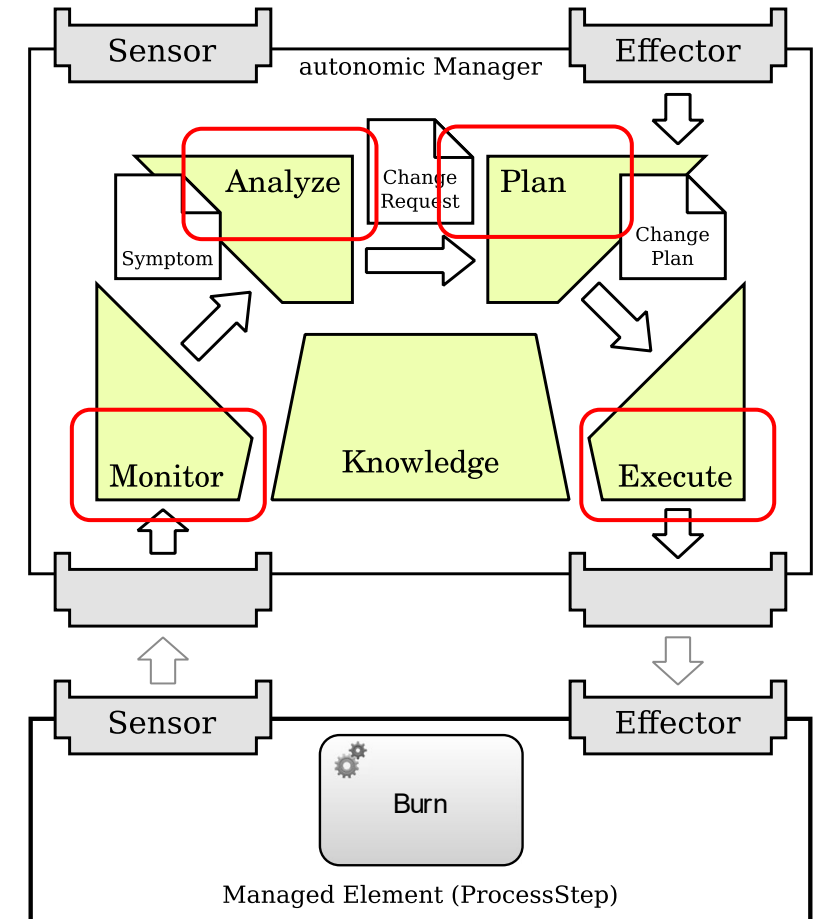 Sensor
Effector
autonomic Manager
Analyze
Change
Request
Plan
Symptom
Change
Plan
Monitor
Knowledge
Execute
Sensor
Effector
Burn
Managed Element (ProcessStep)